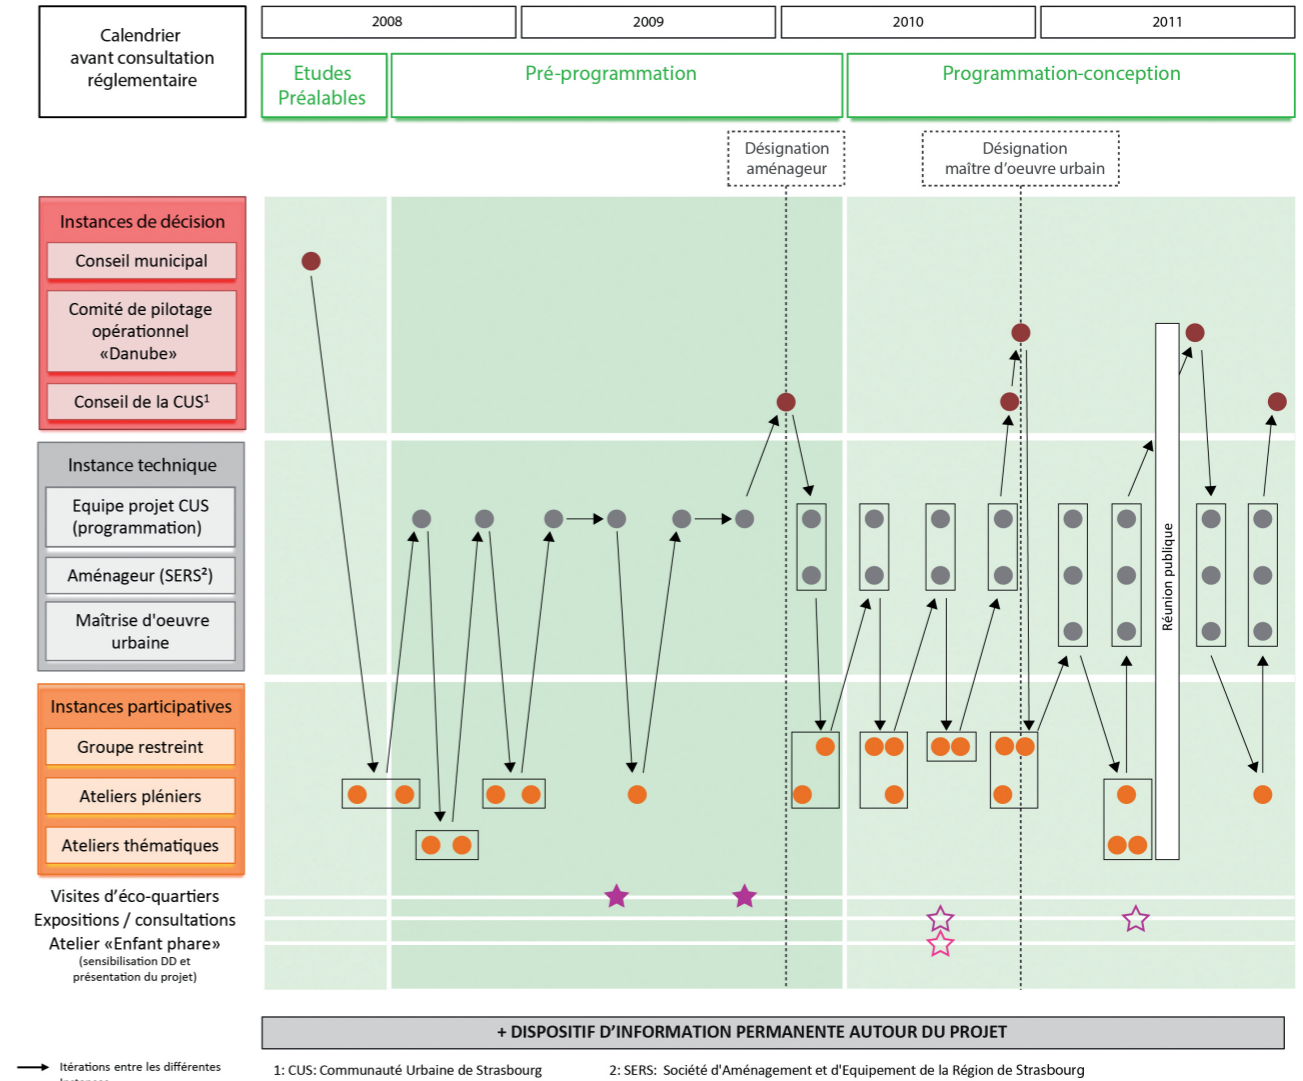 Calendrier
avant consultation
réglementaire
2008
2009
2010
2011
Etudes
Préalables
Pré-programmation
Programmation-conception
Désignation
aménageur
Désignation
maître d'oeuvre urbain
Instances de décision
Conseil municipal
Comité de pilotage
opérationnel
«Danube»
Conseil de la CUS¹
Instance technique
Equipe projet CUS
(programmation)
Aménageur (SERS²)
Maîtrise d'oeuvre
urbaine
Réunion publique
Instances participatives
Groupe restreint
Ateliers pléniers
Ateliers thématiques
Visites d'éco-quartiers
Expositions / consultations
Atelier «Enfant phare»
(sensibilisation DD et
présentation du projet)
+ DISPOSITIF D'INFORMATION PERMANENTE AUTOUR DU PROJET
Itérations entre les différentes
1: CUS: Communauté Urbaine de Strasbourg
2: SERS: Société d'Aménagement et d'Equipement de la Région de Strasbourg